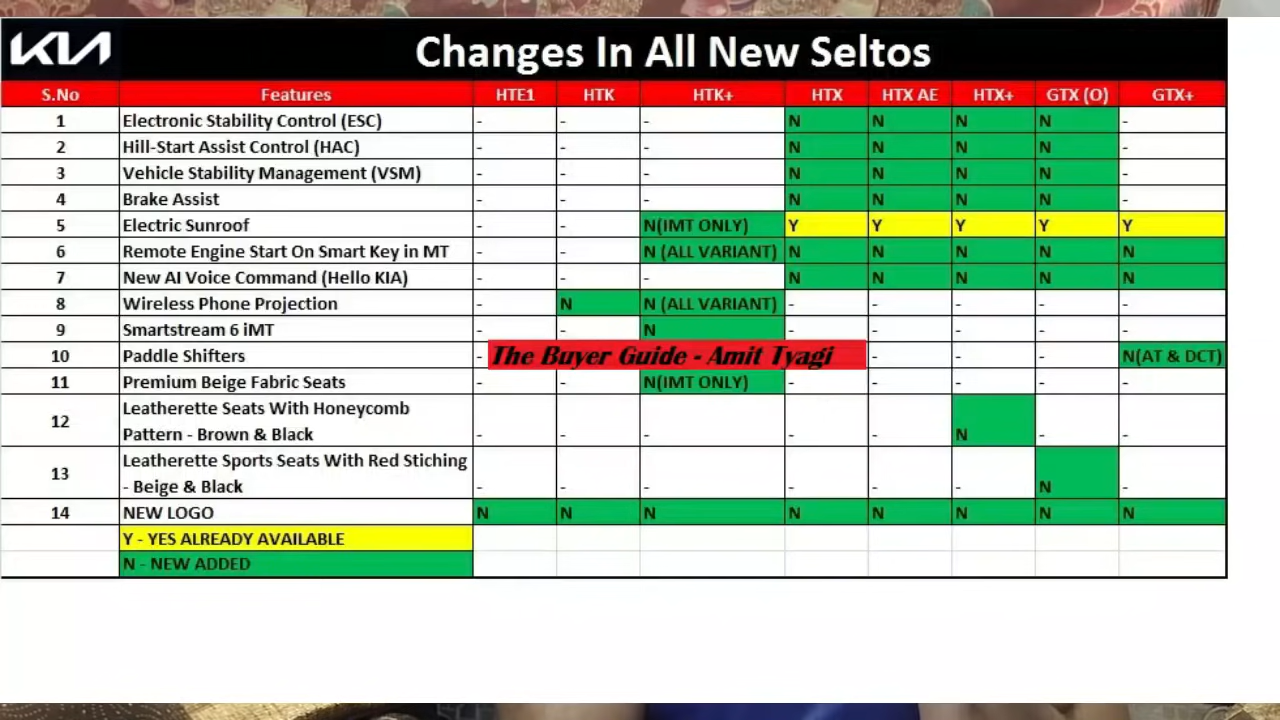 KIA Changes In All New Seltos
S.No Features HTE1 HTK HTK+ HTX HTX AE HTX+ GTX (O) GTX+
1 Electronic Stability Control (ESC) - - - N N N N -
2 Hill-Start Assist Control (HAC) - - - N N N N -
3 Vehicle Stability Management (VSM) - - - N N N N -
4 Brake Assist - - - N N N N -
5 Electric Sunroof - - N(IMT ONLY) Y Y Y Y Y
6 Remote Engine Start On Smart Key in MT - - N (ALL VARIANT) N N N N N
7 New AI Voice Command (Hello KIA) - - - N N N N N
8 Wireless Phone Projection - N N (ALL VARIANT) - - - - -
9 Smartstream 6 iMT - - N - - - - -
10 Paddle Shifters - The Buyer Guide - Amit Tyagi - - - N(AT & DCT)
11 Premium Beige Fabric Seats - - N(IMT ONLY) - - - - -
12 Leatherette Seats With Honeycomb
Pattern - Brown & Black - - - - - N - -
13 Leatherette Sports Seats With Red Stiching
- Beige & Black - - - - - - N -
14 NEW LOGO N N N N N N N N
Y - YES ALREADY AVAILABLE
N - NEW ADDED